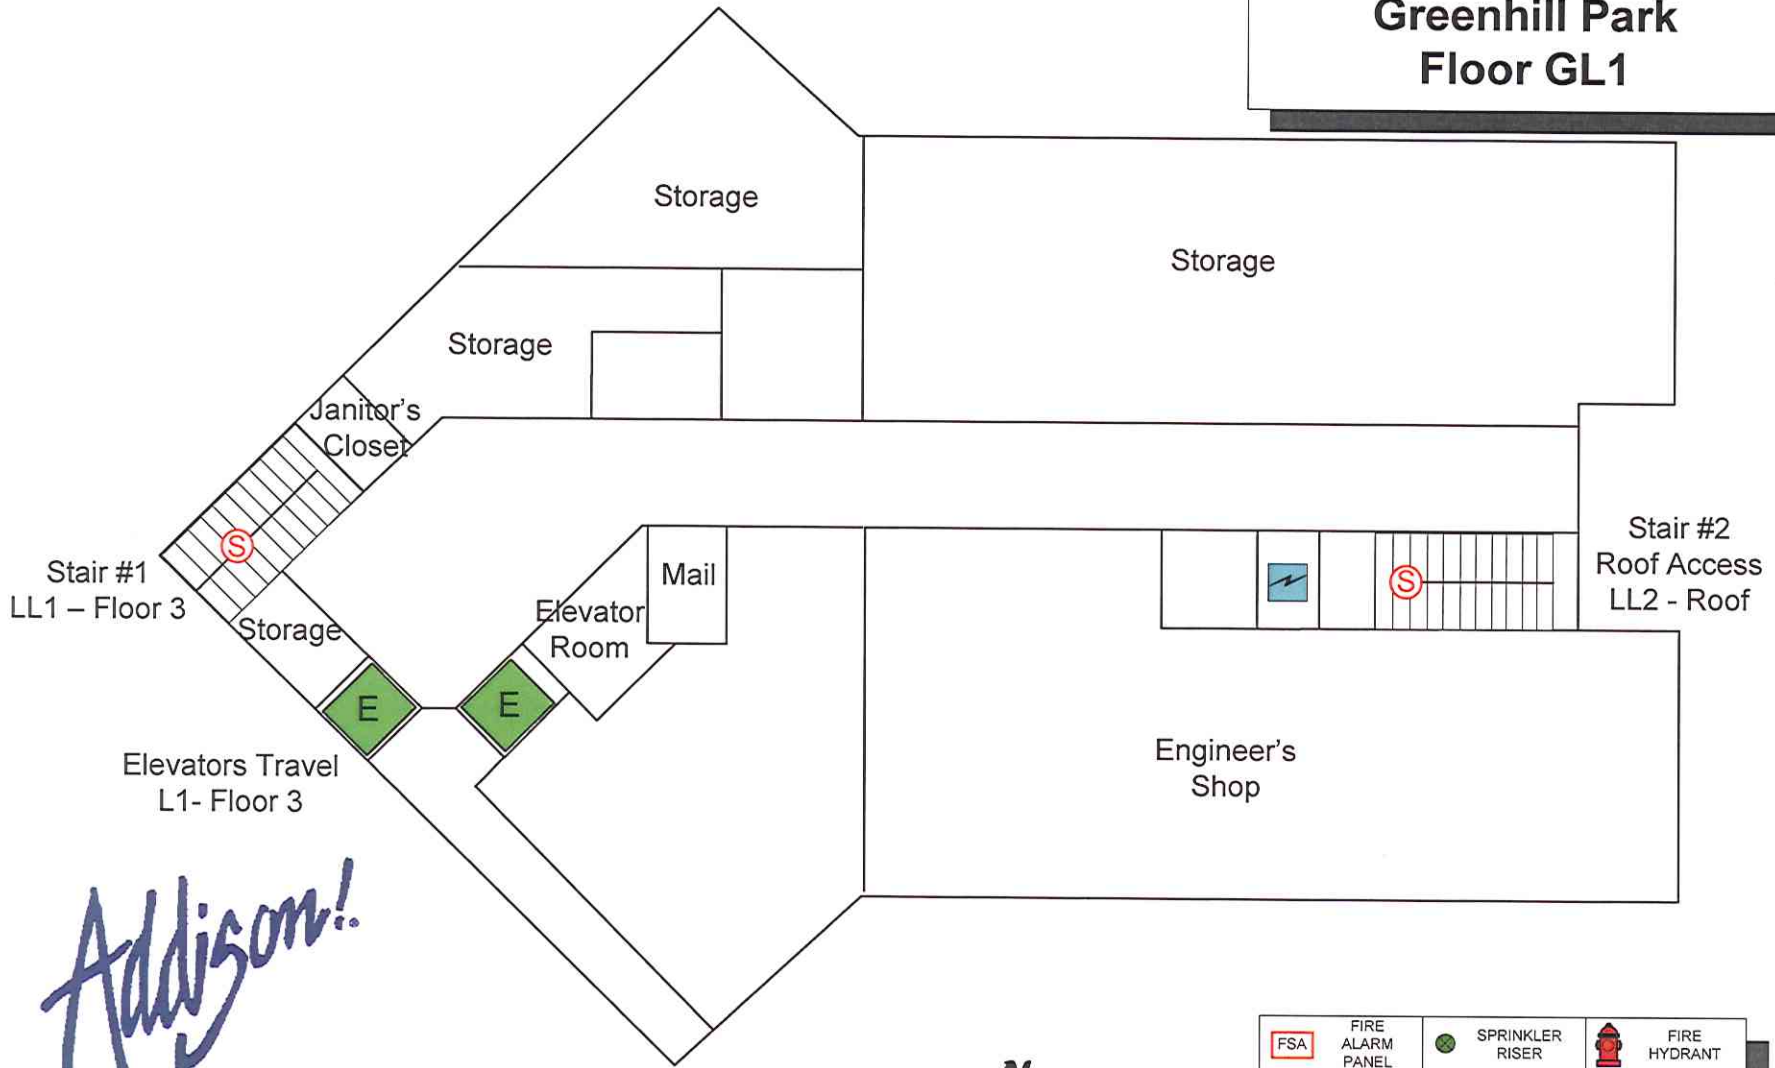 Greenhill Park
Floor GL1
Storage
Storage
Storage
Janitor's
Closet
S
Stair #1
LL1 – Floor 3
Storage
E
E
Elevator
Room
Mail
S
Stair #2
Roof Access
LL2 - Roof
Elevators Travel
L1- Floor 3
Engineer's
Shop
Addison!
FSA
FIRE
ALARM
PANEL
SPRINKLER
RISER
FIRE
HYDRANT